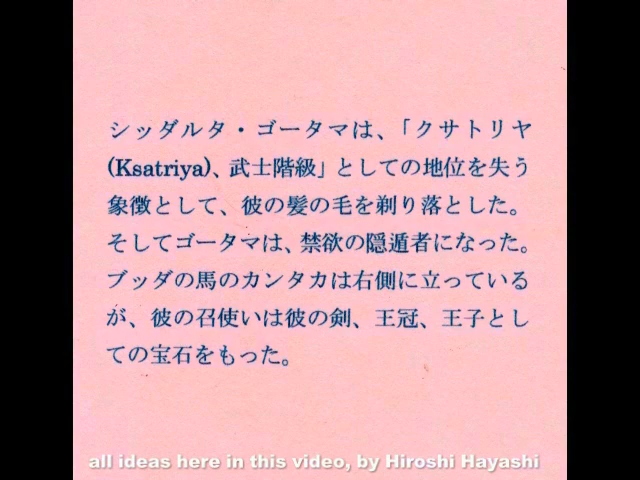 シッダルタ・ゴータマは、「クサトリヤ
(Ksatriya)、武士階級」としての地位を失う
象徴として、彼の髪の毛を剃り落とした。
そしてゴータマは、禁欲の隠遁者になった。
ブッダの馬のカンタカは右側に立っている
が、彼の召使いは彼の剣、王冠、王子とし
ての宝石をもった。
all ideas here in this video, by Hiroshi Hayashi